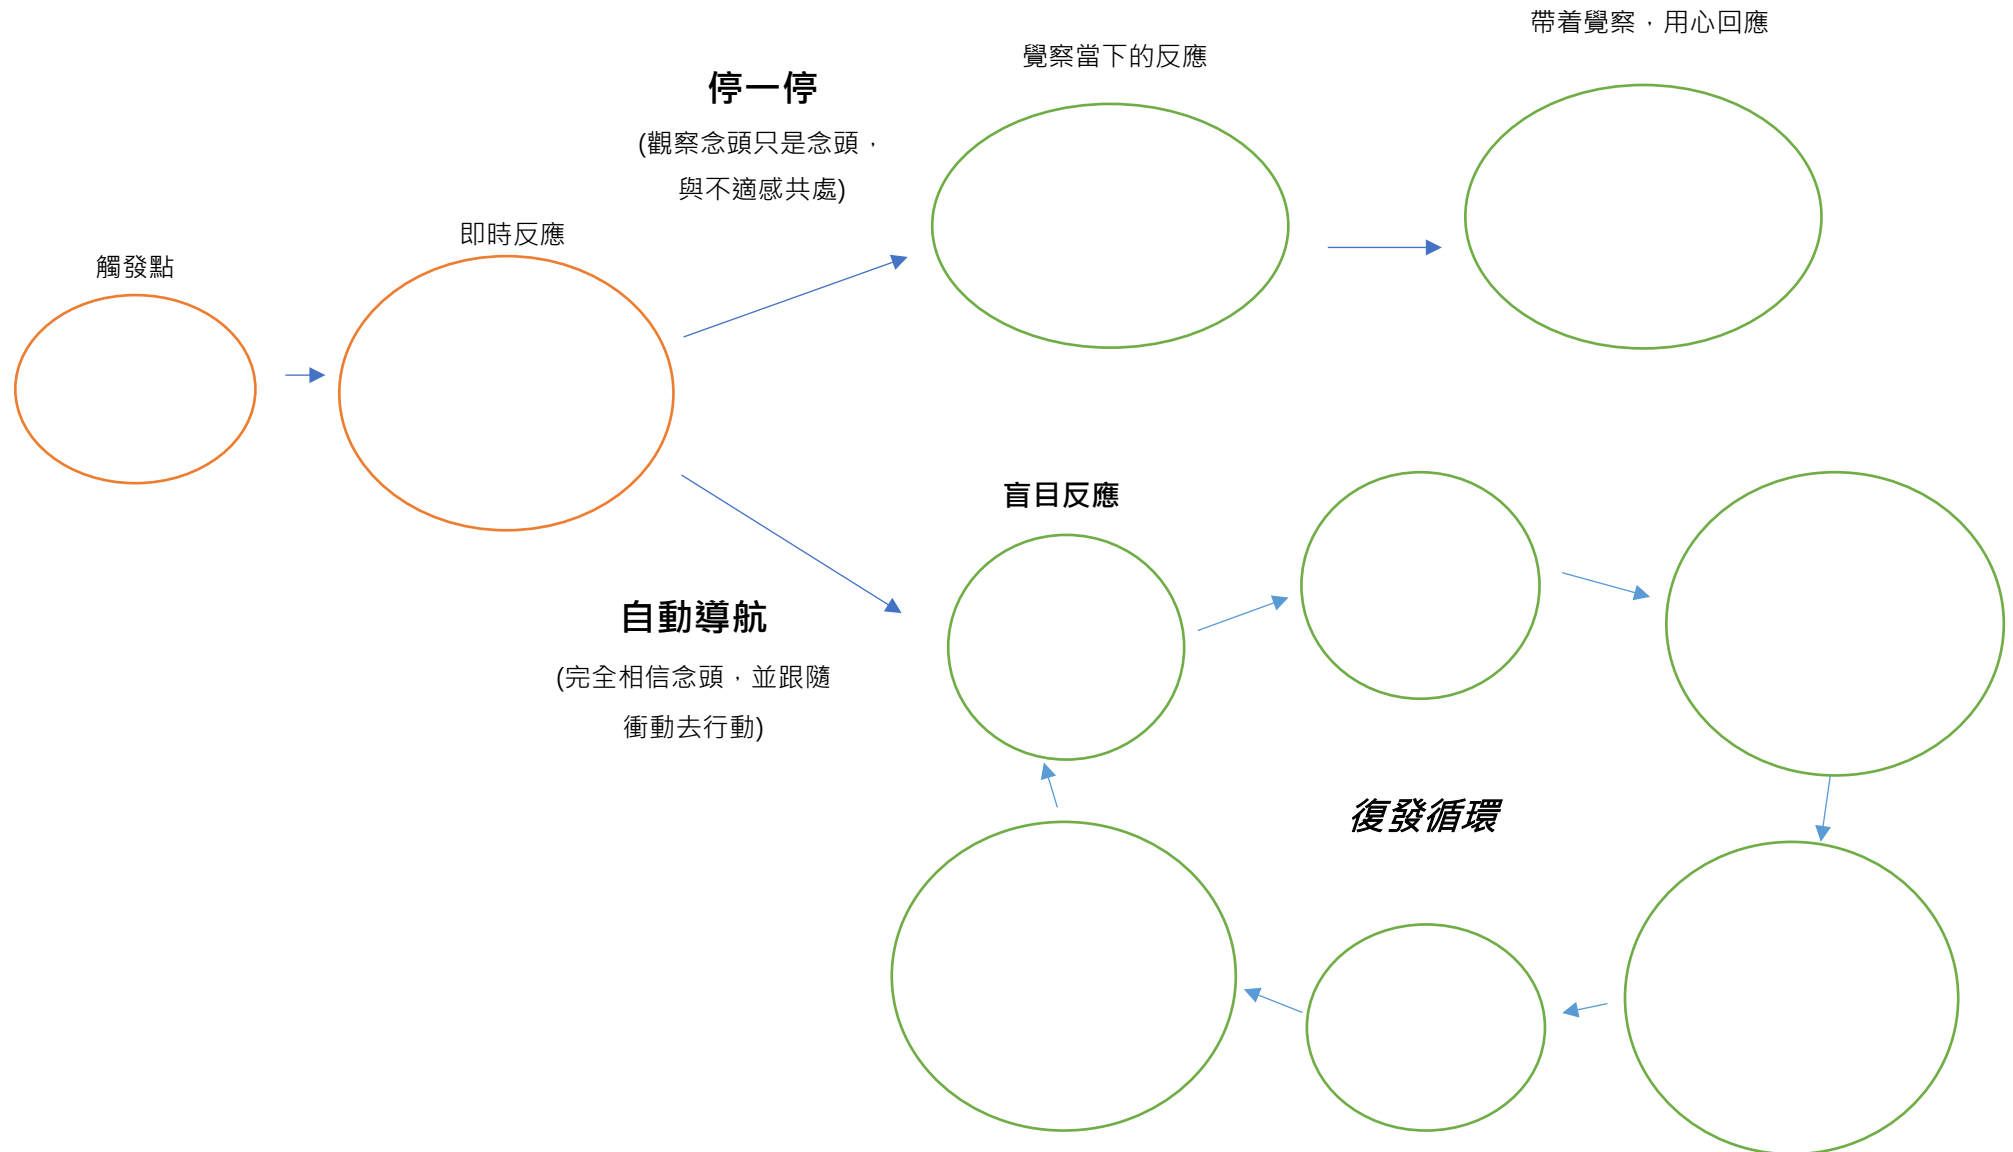 帶着覺察，用心回應
覺察當下的反應
停一停
(觀察念頭只是念頭，
與不適感共處)
即時反應
觸發點
盲目反應
自動導航
(完全相信念頭，並跟隨
衝動去行動)
復發循環